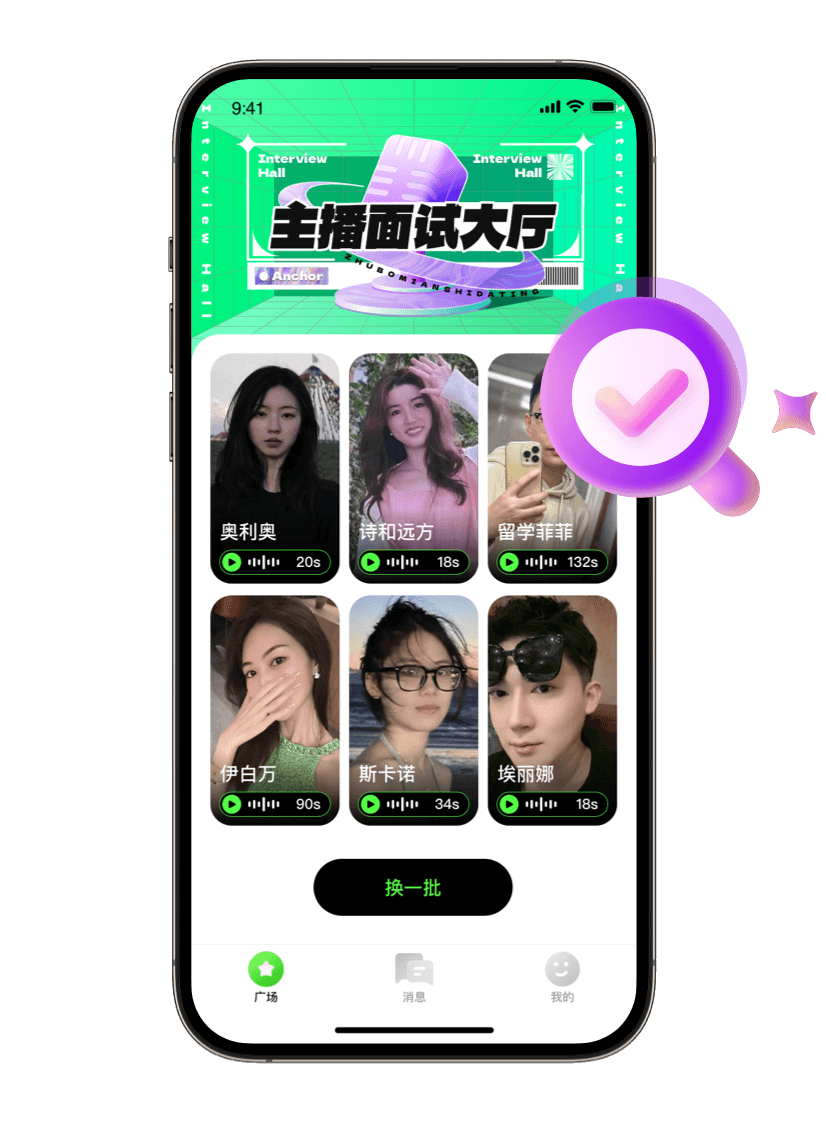 9:41
Interview Hall
Interview Hall
Interview
Hall
Interview
Hall
主播面试大厅
ZHUBOMIANSHIDATING
Anchor
奥利奥
20s
诗和远方
18s
留学菲菲
132s
伊白万
90s
斯卡诺
34s
埃丽娜
18s
换一批
广场
消息
我的